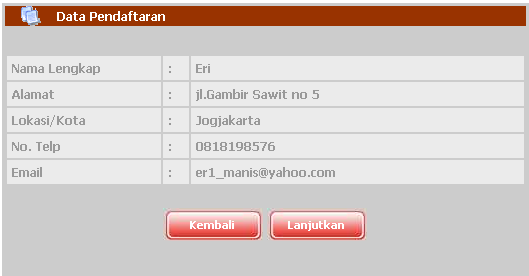 Data Pendaftaran
Nama Lengkap : Eri
Alamat : jl.Gambir Sawit no 5
Lokasi/Kota : Jogjakarta
No. Telp : 0818198576
Email : er1_manis@yahoo.com
Kembali Lanjutkan